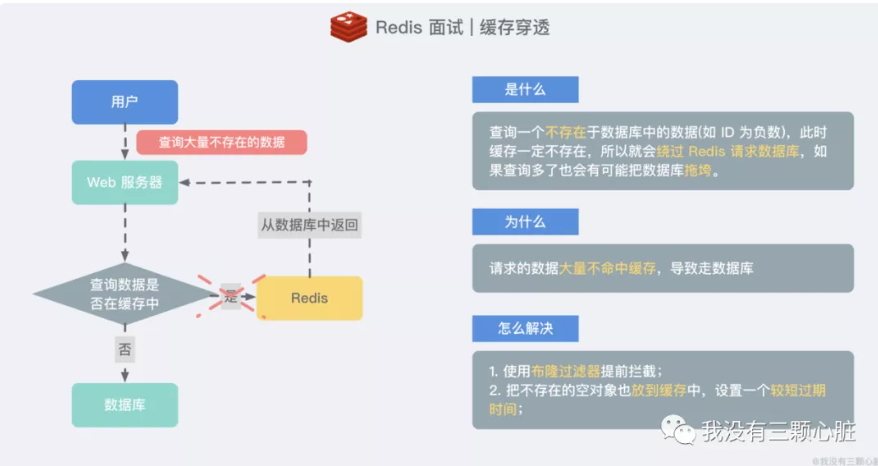 Redis 面试 | 缓存穿透
用户
查询大量不存在的数据
Web 服务器
从数据库中返回
查询数据是
否在缓存中
是
Redis
否
数据库
是什么
查询一个不存在于数据库中的数据(如 ID 为负数)，此时
缓存一定不存在，所以就会绕过 Redis 请求数据库，如
果查询多了也会有可能把数据库拖垮。
为什么
请求的数据大量不命中缓存，导致走数据库
怎么解决
1. 使用布隆过滤器提前拦截；
2. 把不存在的空对象也放到缓存中，设置一个较短过期
时间；
我没有三颗心脏
@我没有三颗心脏